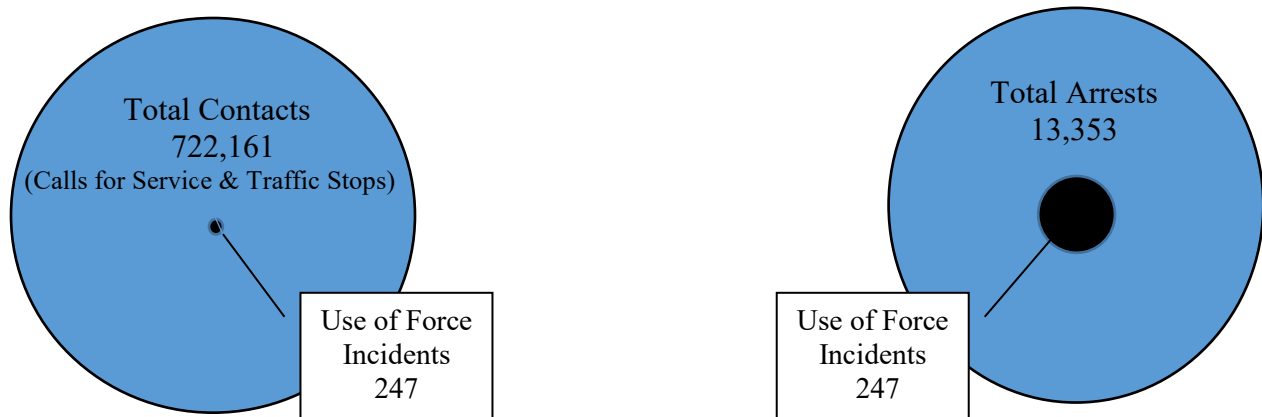 Total Contacts
722,161
(Calls for Service & Traffic Stops)
Use of Force
Incidents
247
Total Arrests
13,353
Use of Force
Incidents
247